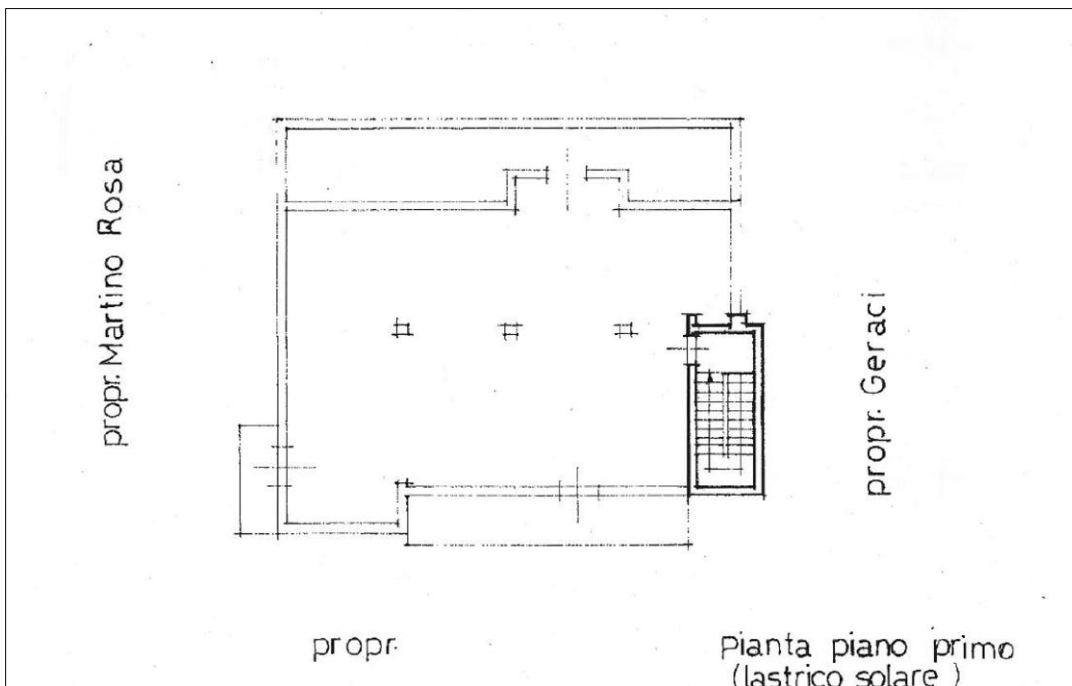 propr. Martino Rosa
propr. Geraci
propr.
Pianta piano primo
(lastrico solare )